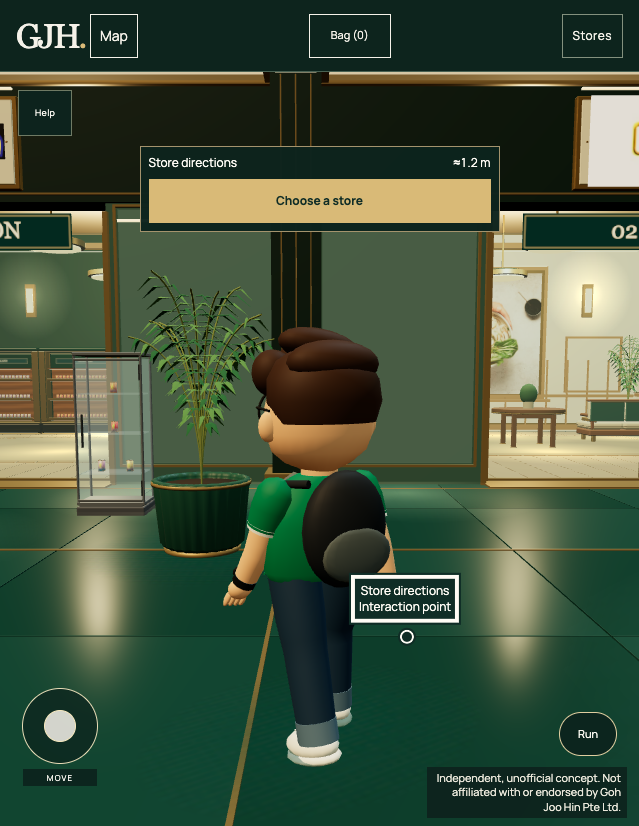 GJH.
Map
Bag (0)
Stores
Help
Store directions
≈1.2 m
Choose a store
ON
02
Store directions
Interaction point
MOVE
Run
Independent, unofficial concept. Not
affiliated with or endorsed by Goh
Joo Hin Pte Ltd.